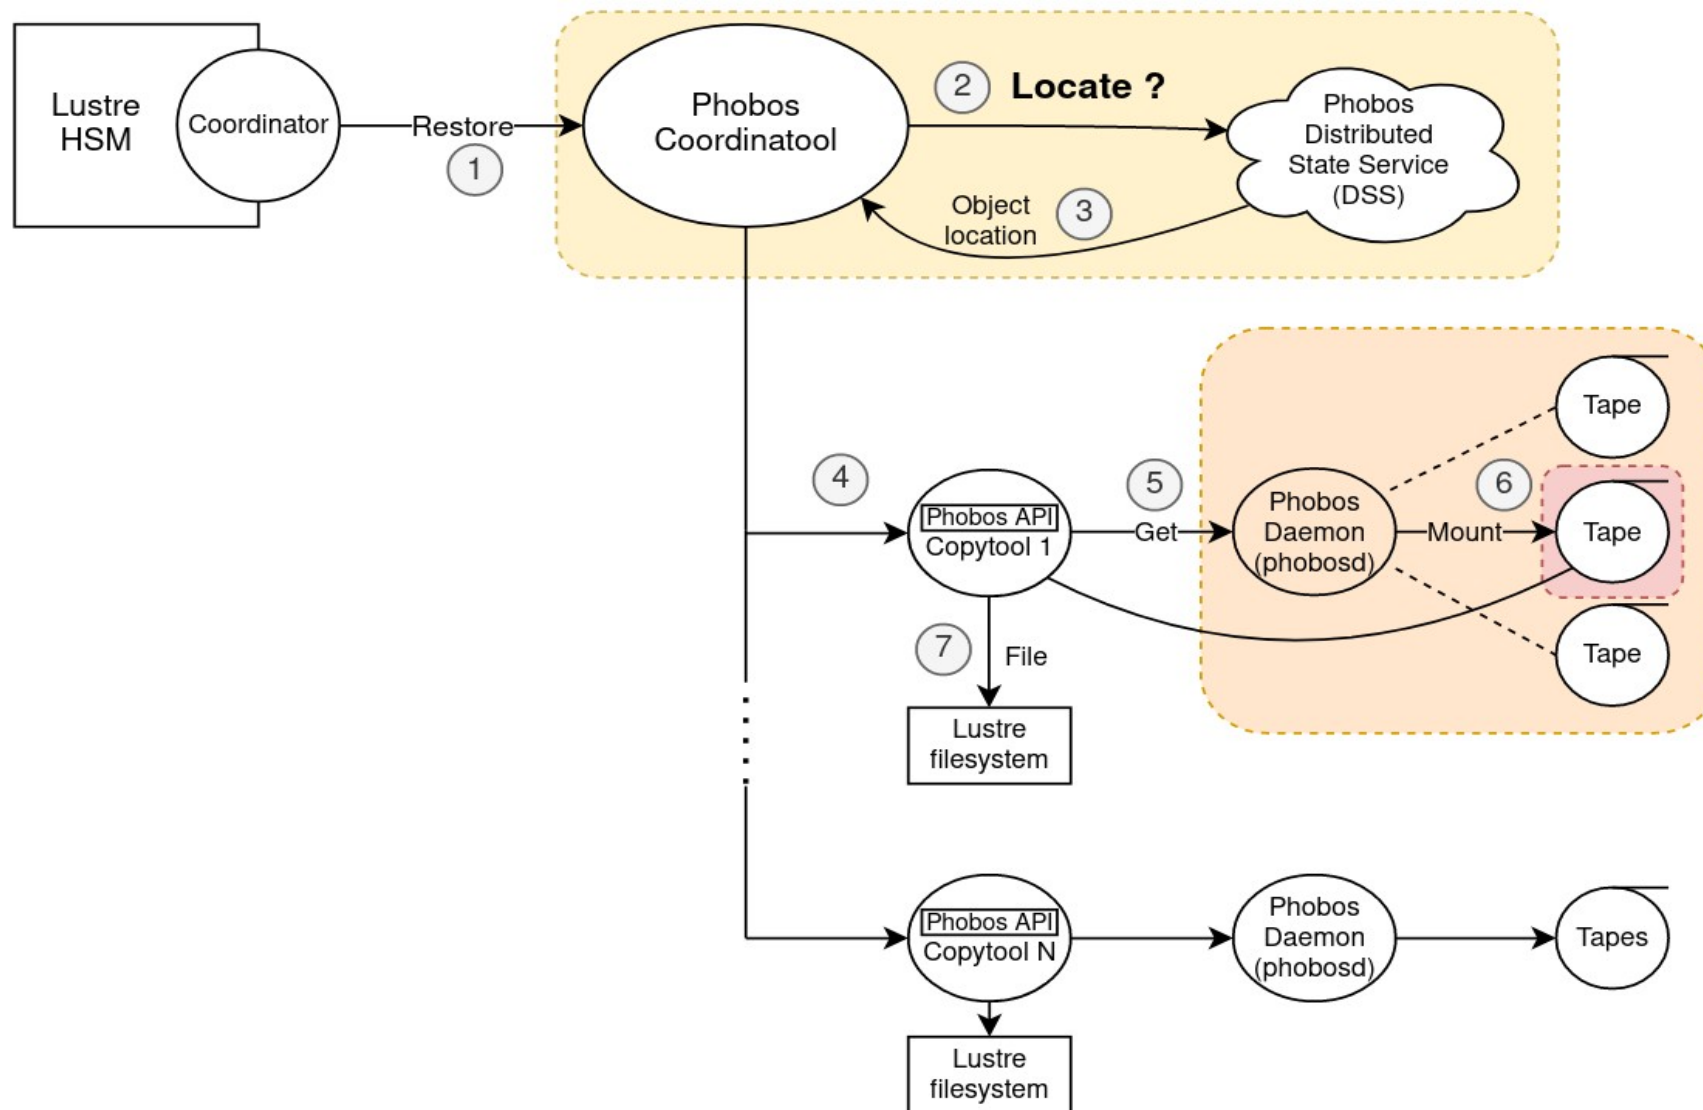 Lustre
HSM
Coordinator
Restore
1
Phobos
Coordinatool
2
Locate ?
Phobos
Distributed
State Service
(DSS)
Object
location
3
4
Phobos API
Copytool 1
5
Get
Phobos
Daemon
(phobosd)
6
Mount
Tape
Tape
Tape
7
File
Lustre
filesystem
Phobos API
Copytool N
Phobos
Daemon
(phobosd)
Tapes
Lustre
filesystem